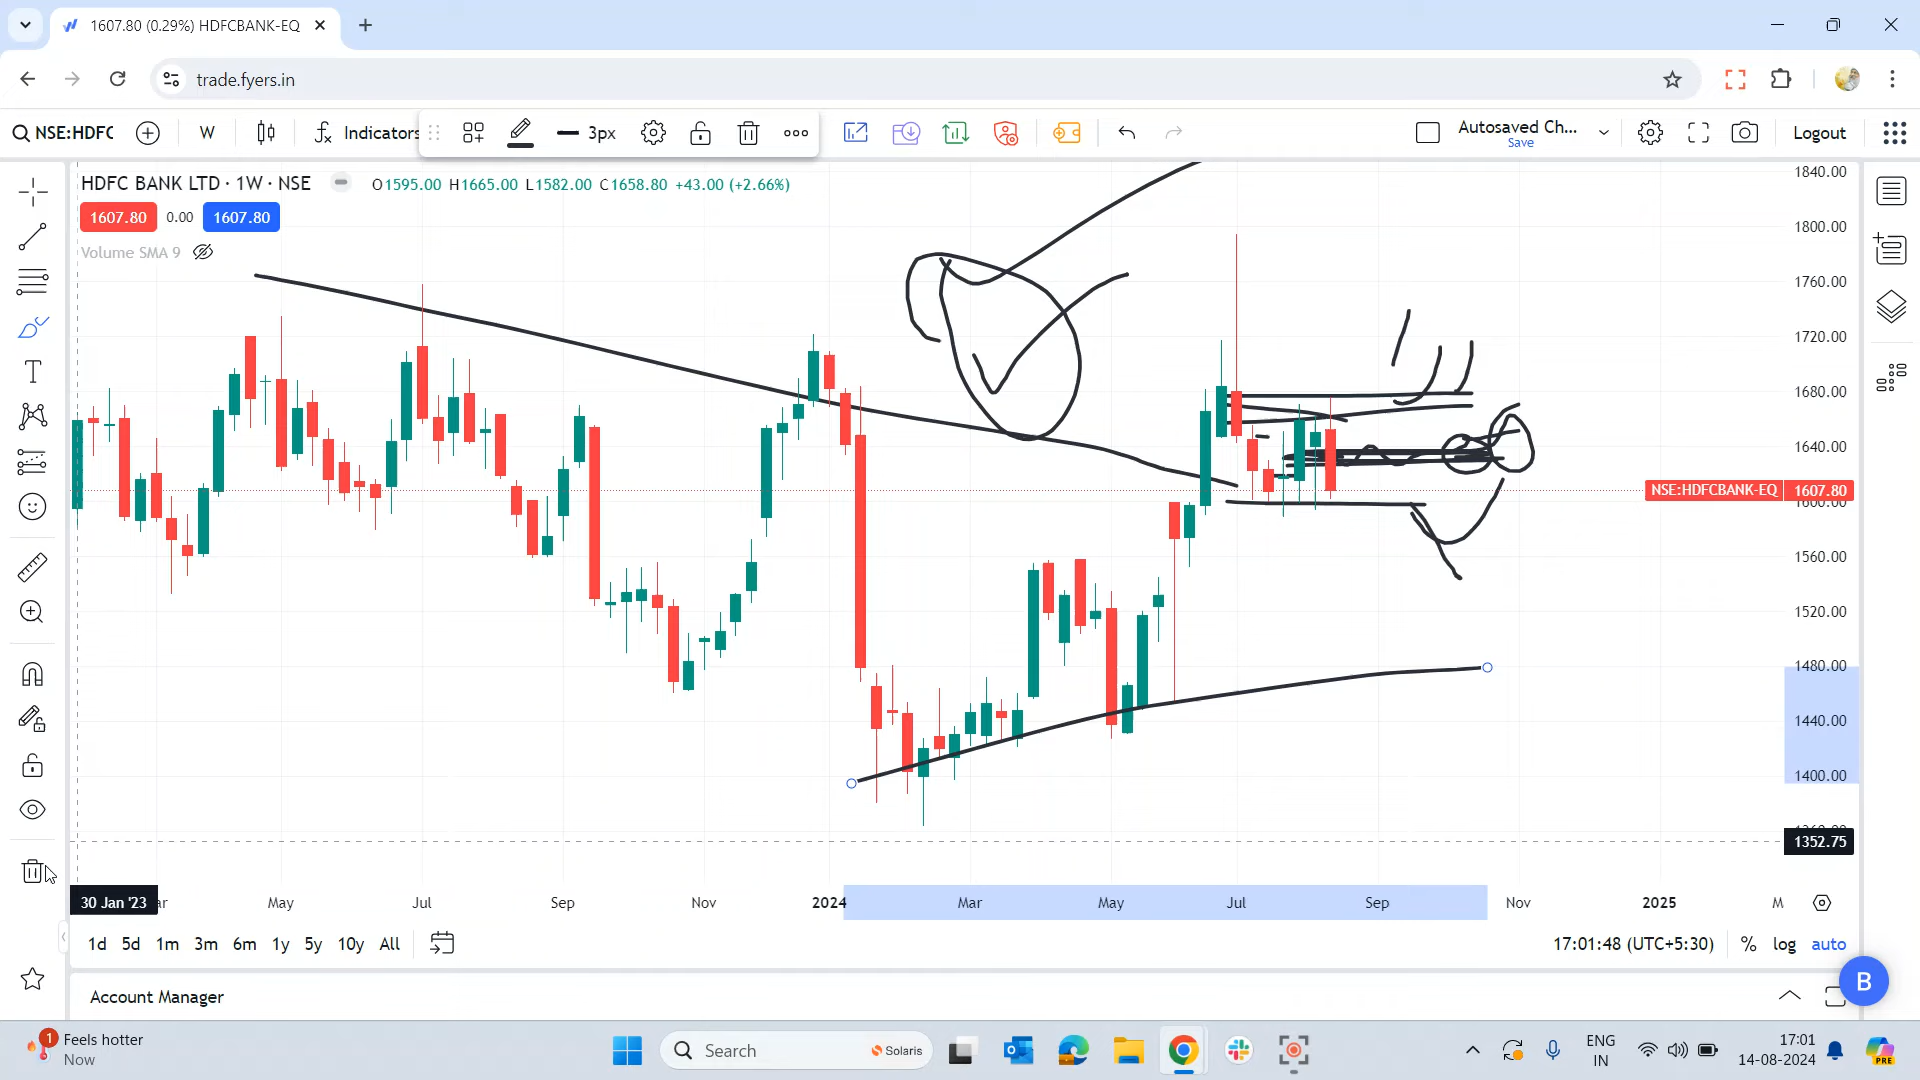 1607.80 (0.29%) HDFCBANK-EQ
trade.fyers.in
NSE:HDFC W Indicators 3px Autosaved Ch... Save Logout
HDFC BANK LTD · 1W · NSE O1595.00 H1665.00 L1582.00 C1658.80 +43.00 (+2.66%)
1607.80 0.00 1607.80
Volume SMA 9
1840.00
1800.00
1760.00
1720.00
1680.00
1640.00
NSE:HDFCBANK-EQ 1607.80
1600.00
1560.00
1520.00
1480.00
1440.00
1400.00
1352.75
30 Jan '23 May Jul Sep Nov 2024 Mar May Jul Sep Nov 2025 M
1d 5d 1m 3m 6m 1y 5y 10y All 17:01:48 (UTC+5:30) % log auto
B
Account Manager
1 Feels hotter
Now
Search Solaris
ENG
IN
17:01
14-08-2024
PRE